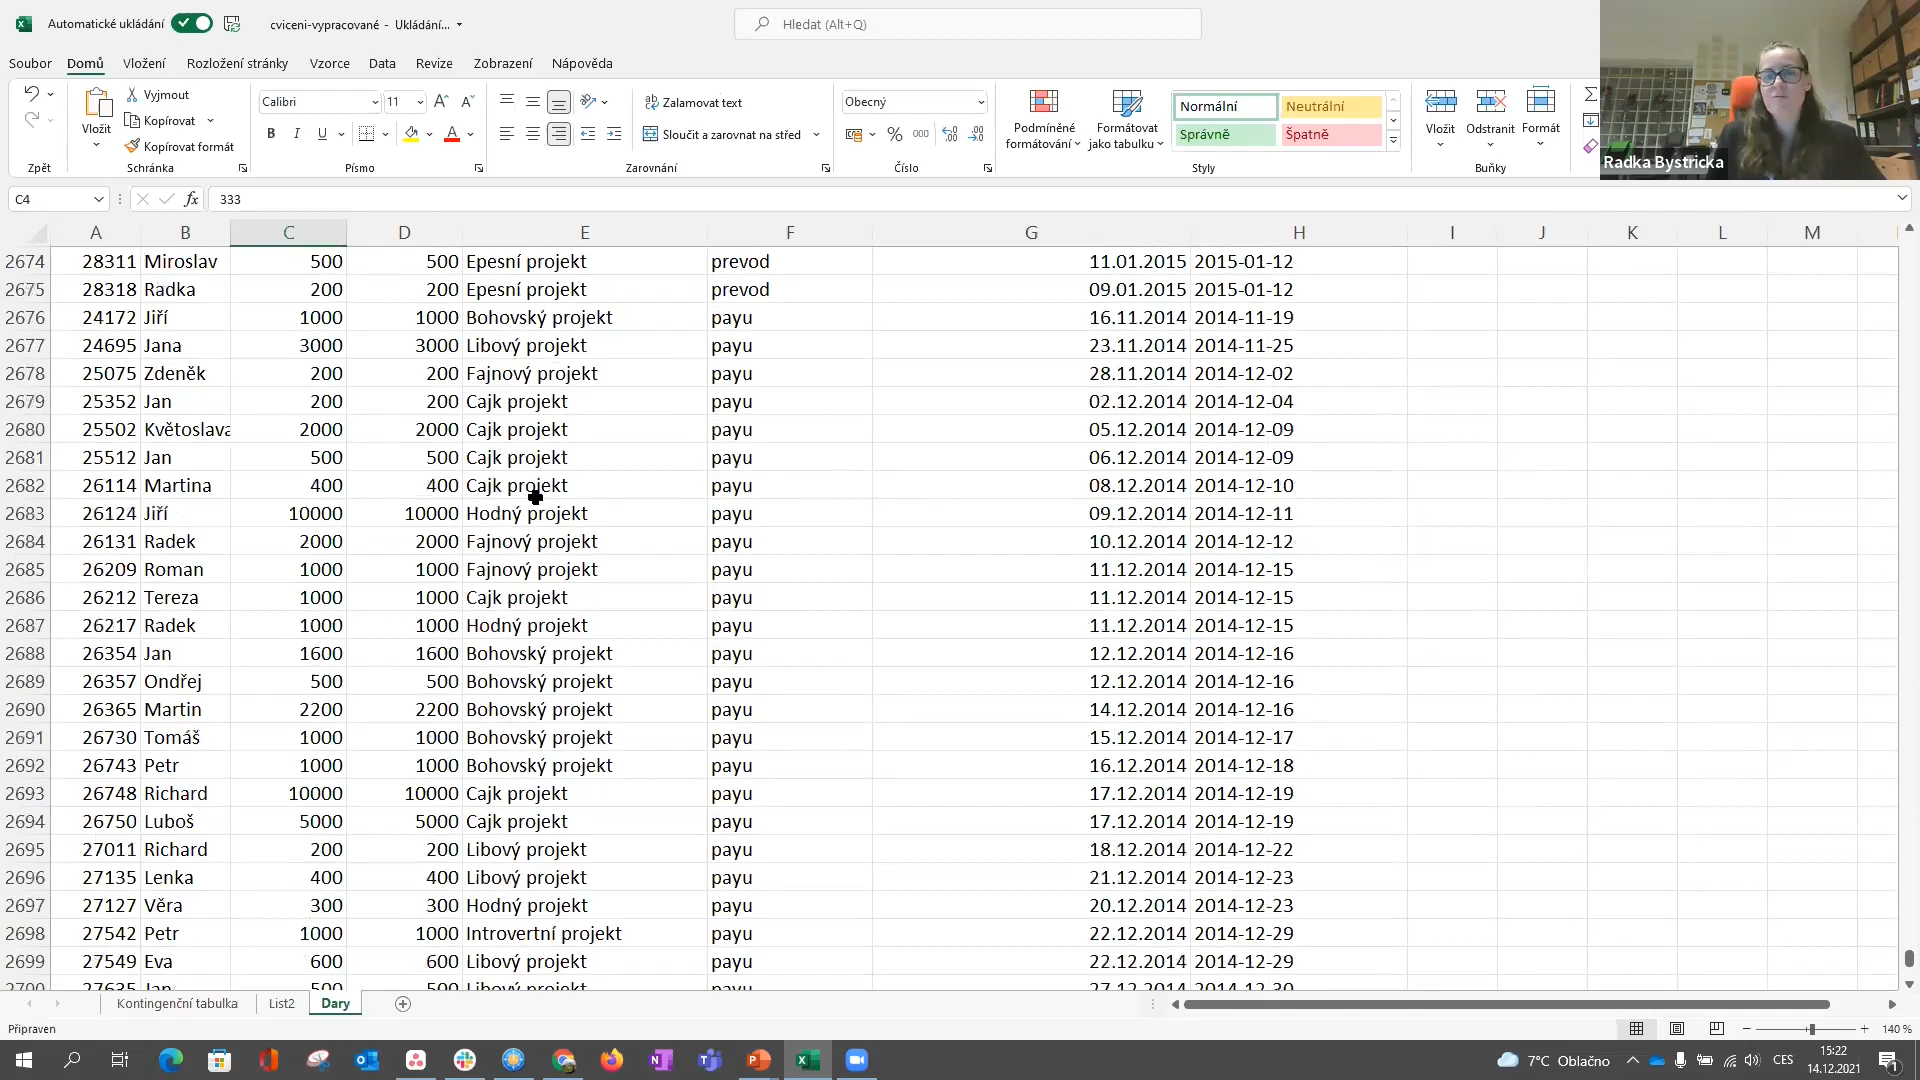 Automatické ukládání cviceni-vypracované - Ukládání... Hledat (Alt+Q)
Soubor Domů Vložení Rozložení stránky Vzorce Data Revize Zobrazení Nápověda
Vložit Vyjmout Kopírovat Kopírovat formát
Calibri 11
Zalamovat text
Sloučit a zarovnat na střed
Obecný
Podmíněné formátování Formátovat jako tabulku
Normální Neutrální
Správně Špatně
Vložit Odstranit Formát
Radka Bystricka
Zpět Schránka Písmo Zarovnání Číslo Styly Buňky
C4 fx 333
A B C D E F G H I J K L M
2674 28311 Miroslav 500 500 Epesní projekt prevod 11.01.2015 2015-01-12
2675 28318 Radka 200 200 Epesní projekt prevod 09.01.2015 2015-01-12
2676 24172 Jiří 1000 1000 Bohovský projekt payu 16.11.2014 2014-11-19
2677 24695 Jana 3000 3000 Libový projekt payu 23.11.2014 2014-11-25
2678 25075 Zdeněk 200 200 Fajnový projekt payu 28.11.2014 2014-12-02
2679 25352 Jan 200 200 Cajk projekt payu 02.12.2014 2014-12-04
2680 25502 Květoslava 2000 2000 Cajk projekt payu 05.12.2014 2014-12-09
2681 25512 Jan 500 500 Cajk projekt payu 06.12.2014 2014-12-09
2682 26114 Martina 400 400 Cajk projekt payu 08.12.2014 2014-12-10
2683 26124 Jiří 10000 10000 Hodný projekt payu 09.12.2014 2014-12-11
2684 26131 Radek 2000 2000 Fajnový projekt payu 10.12.2014 2014-12-12
2685 26209 Roman 1000 1000 Fajnový projekt payu 11.12.2014 2014-12-15
2686 26212 Tereza 1000 1000 Cajk projekt payu 11.12.2014 2014-12-15
2687 26217 Radek 1000 1000 Hodný projekt payu 11.12.2014 2014-12-15
2688 26354 Jan 1600 1600 Bohovský projekt payu 12.12.2014 2014-12-16
2689 26357 Ondřej 500 500 Bohovský projekt payu 12.12.2014 2014-12-16
2690 26365 Martin 2200 2200 Bohovský projekt payu 14.12.2014 2014-12-16
2691 26730 Tomáš 1000 1000 Bohovský projekt payu 15.12.2014 2014-12-17
2692 26743 Petr 1000 1000 Bohovský projekt payu 16.12.2014 2014-12-18
2693 26748 Richard 10000 10000 Cajk projekt payu 17.12.2014 2014-12-19
2694 26750 Luboš 5000 5000 Cajk projekt payu 17.12.2014 2014-12-19
2695 27011 Richard 200 200 Libový projekt payu 18.12.2014 2014-12-22
2696 27135 Lenka 400 400 Libový projekt payu 21.12.2014 2014-12-23
2697 27127 Věra 300 300 Hodný projekt payu 20.12.2014 2014-12-23
2698 27542 Petr 1000 1000 Introvertní projekt payu 22.12.2014 2014-12-29
2699 27549 Eva 600 600 Libový projekt payu 22.12.2014 2014-12-29
2700 27635 Jan 500 500 Libový projekt payu 27.12.2014 2014-12-30
Kontingenční tabulka List2 Dary
Připraven 140 %
7°C Oblačno CES 15:22
14.12.2021